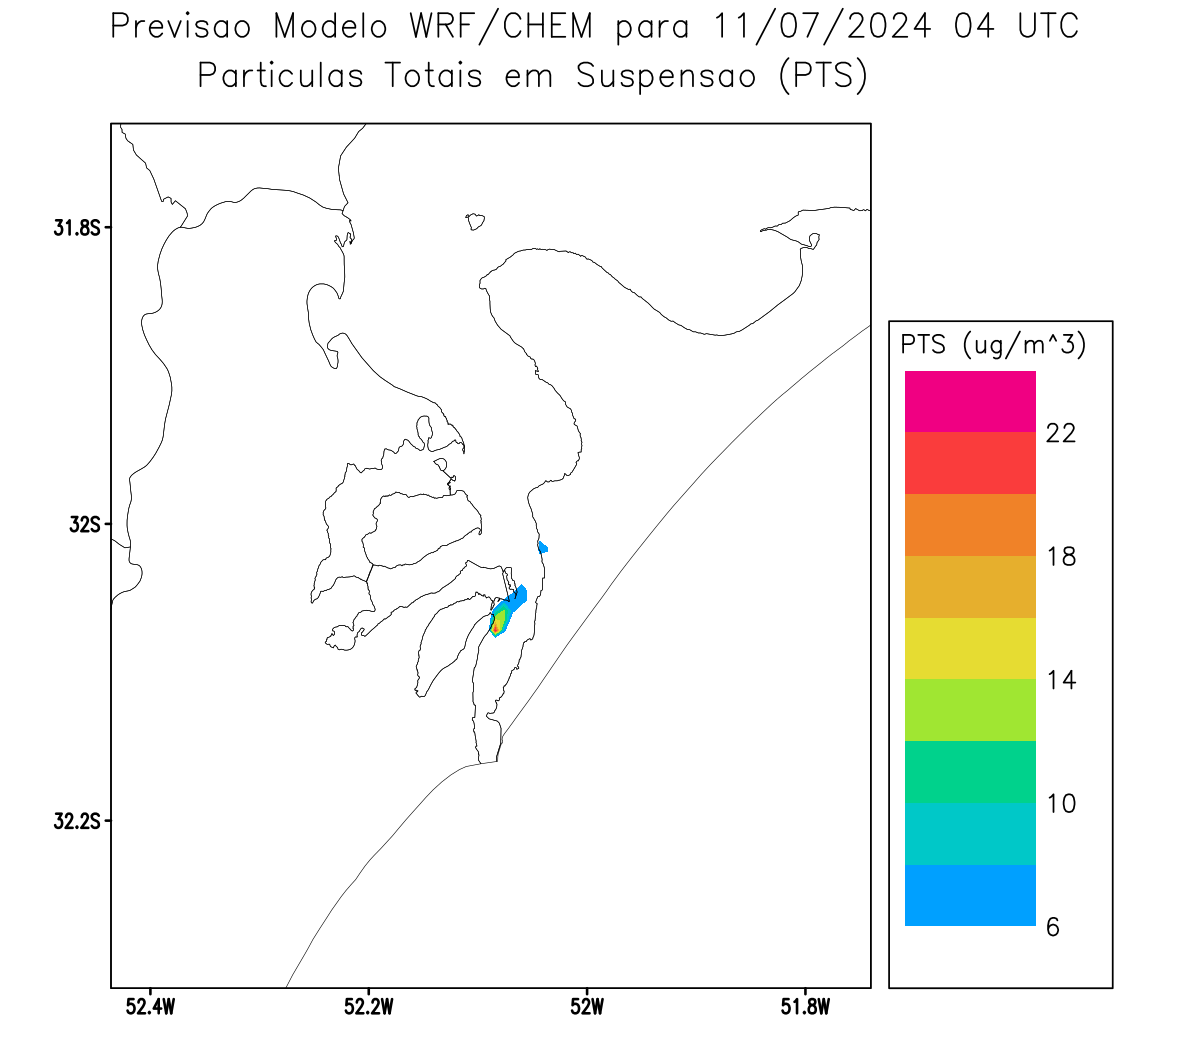 Previsao Modelo WRF/CHEM para 11/07/2024 04 UTC
Particulas Totais em Suspensao (PTS)
31.8S
32S
32.2S
52.4W
52.2W
52W
51.8W
PTS (ug/m^3)
22
18
14
10
6